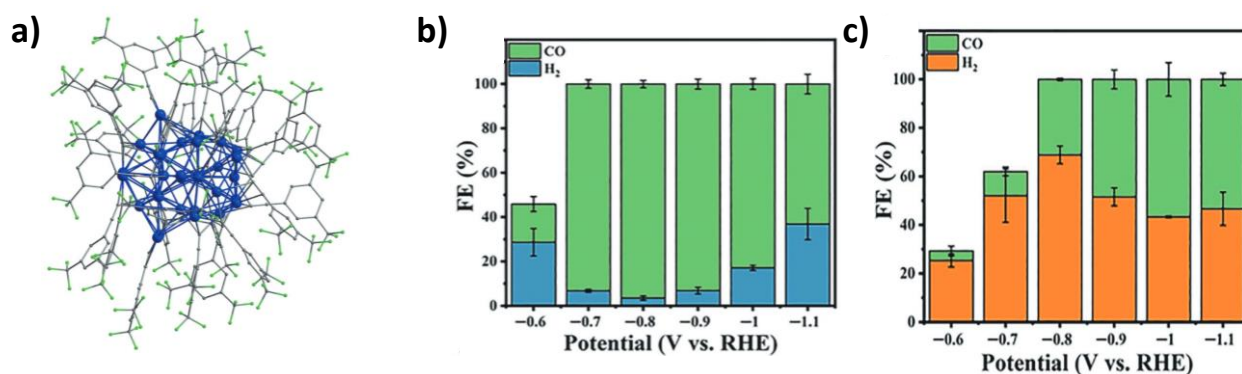 a)
b)
CO
H₂
FE (%)
100
80
60
40
20
0
−0.6 −0.7 −0.8 −0.9 −1 −1.1
Potential (V vs. RHE)
c)
CO
H₂
FE (%)
100
80
60
40
20
0
−0.6 −0.7 −0.8 −0.9 −1 −1.1
Potential (V vs. RHE)